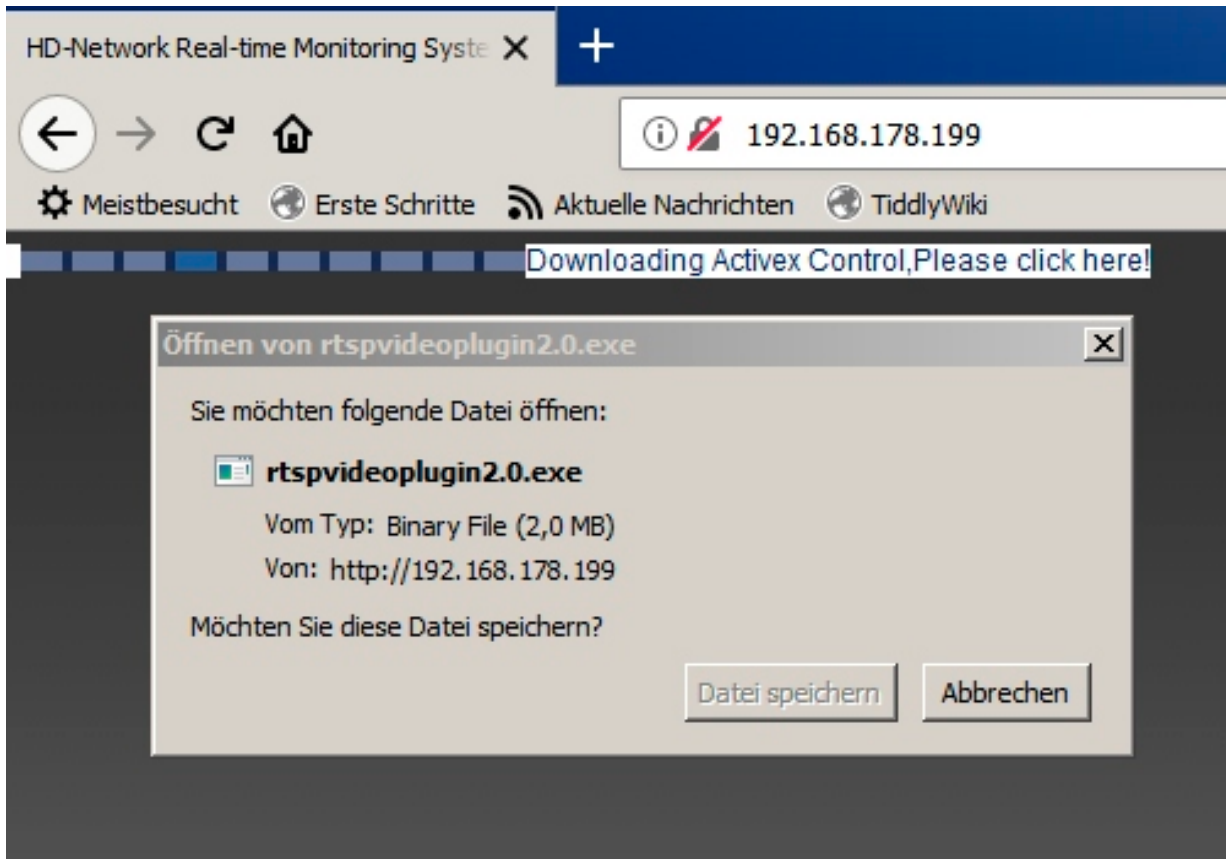 HD-Network Real-time Monitoring Syste
192.168.178.199
Meistbesucht Erste Schritte Aktuelle Nachrichten TiddlyWiki
Downloading Activex Control,Please click here!
Öffnen von rtspvideoplugin2.0.exe
Sie möchten folgende Datei öffnen:
rtspvideoplugin2.0.exe
Vom Typ: Binary File (2,0 MB)
Von: http://192.168.178.199
Möchten Sie diese Datei speichern?
Datei speichern Abbrechen